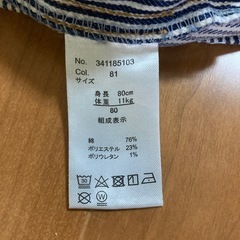 No. 341185103
Col. 81
サイズ
身長 80cm
体重 11kg
80
組成表示
綿 76%
ポリエステル 23%
ポリウレタン 1%